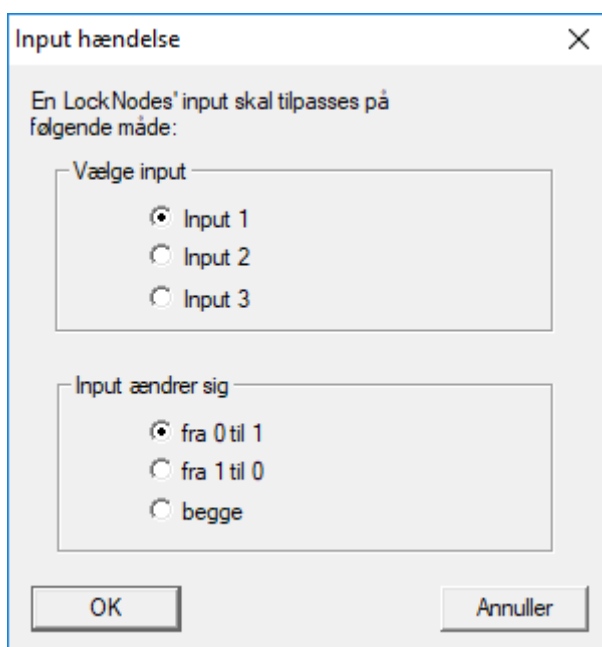 Input hændelse
En LockNodes' input skal tilpasses på
følgende måde:
Vælge input
Input 1
Input 2
Input 3
Input ændrer sig
fra 0 til 1
fra 1 til 0
begge
OK
Annuller